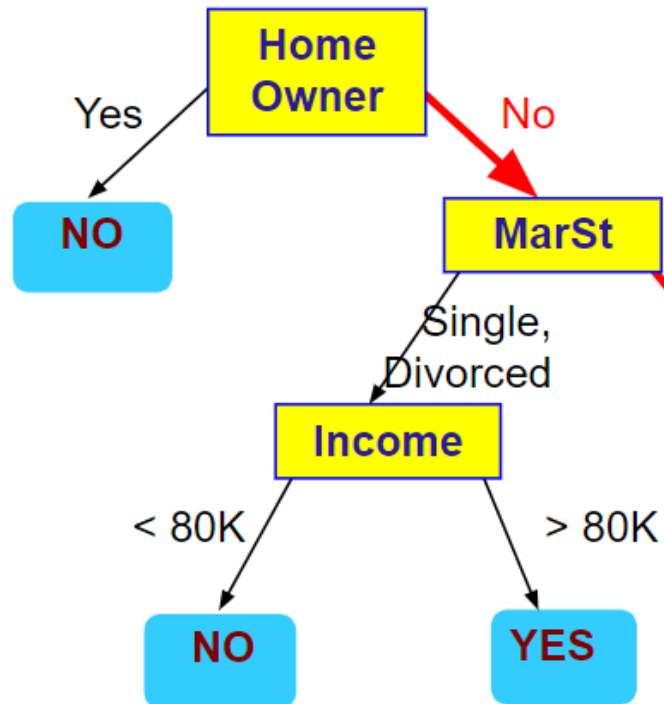 Home
Owner
Yes
No
NO
MarSt
Single,
Divorced
Income
< 80K
> 80K
NO
YES